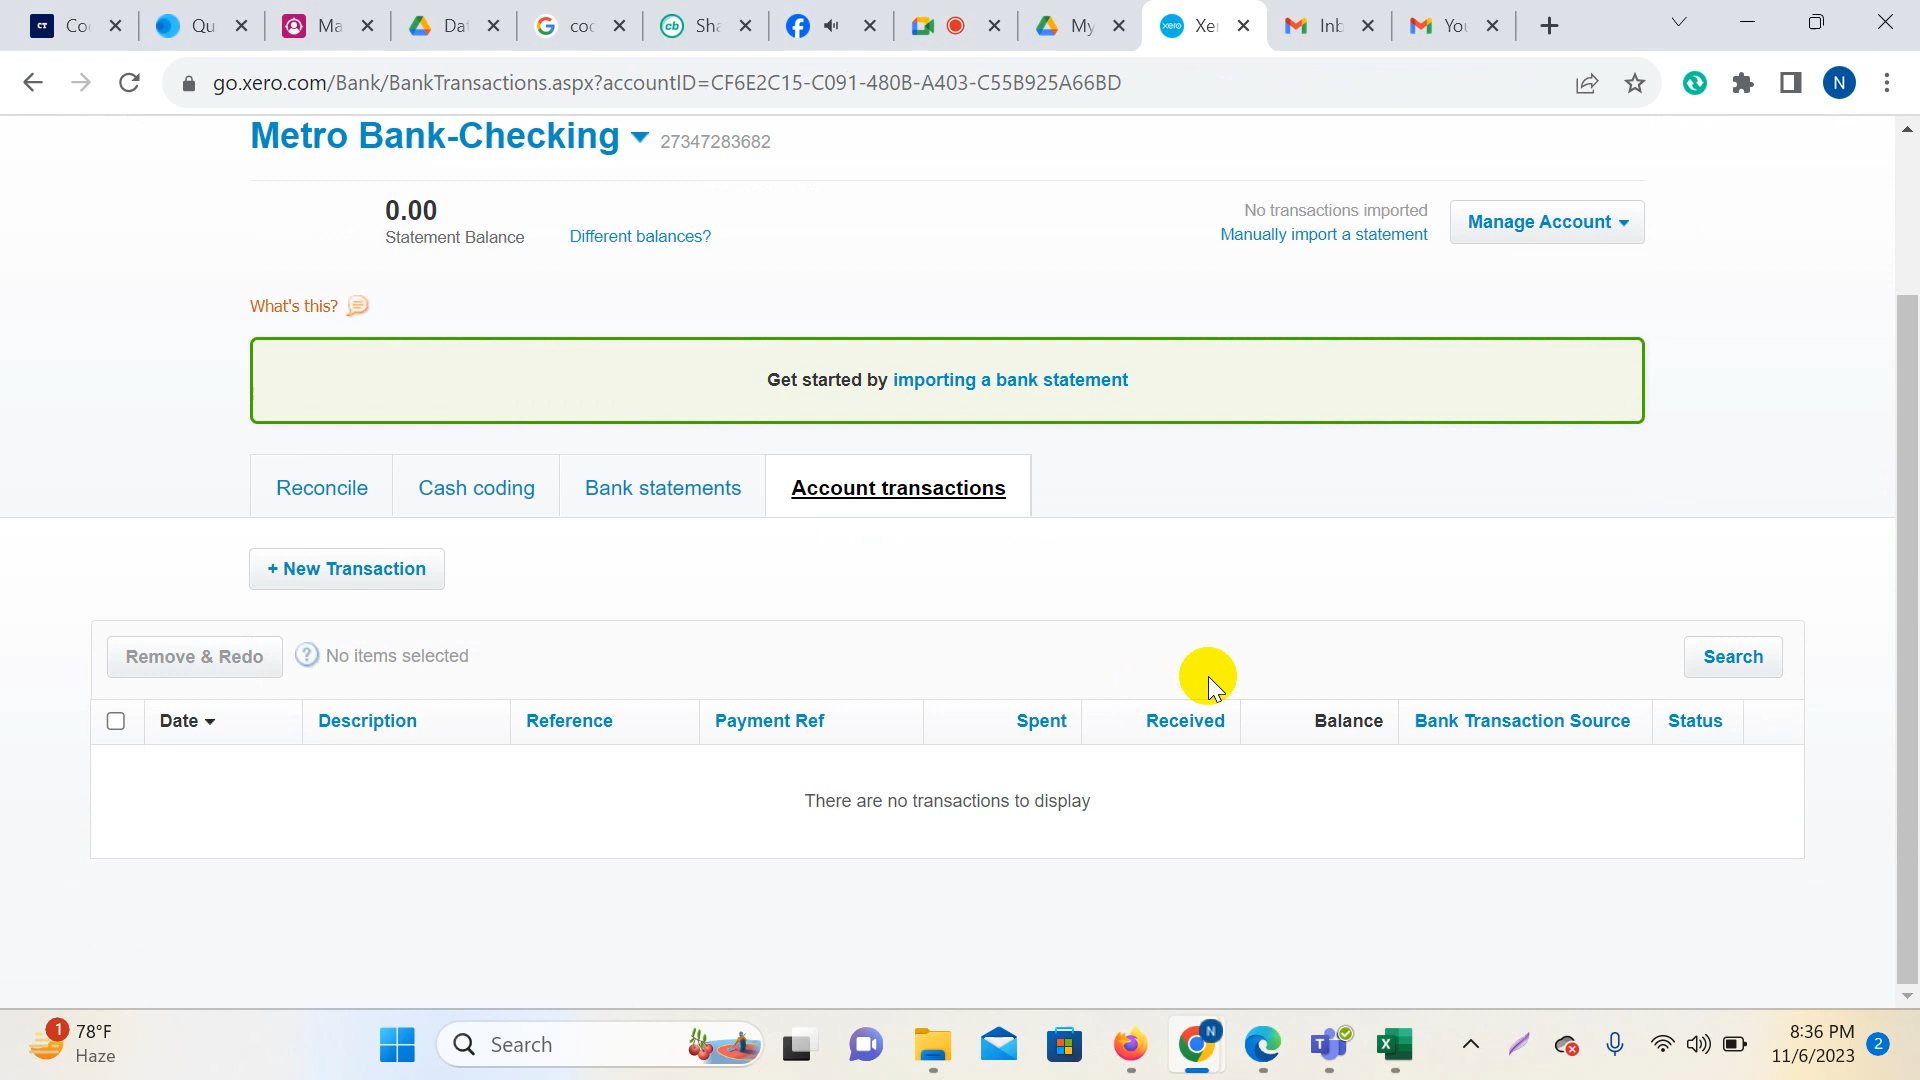 Co
Qu
Ma
Da
coc
Sha
My
xero Xer
Inb
You
go.xero.com/Bank/BankTransactions.aspx?accountID=CF6E2C15-C091-480B-A403-C55B925A66BD
N
Metro Bank-Checking 27347283682
0.00
Statement Balance
Different balances?
No transactions imported
Manually import a statement
Manage Account
What's this?
Get started by importing a bank statement
Reconcile Cash coding Bank statements Account transactions
+ New Transaction
Remove & Redo ? No items selected Search
Date Description Reference Payment Ref Spent Received Balance Bank Transaction Source Status
There are no transactions to display
1 78°F
Haze
Search
N
8:36 PM
11/6/2023 2